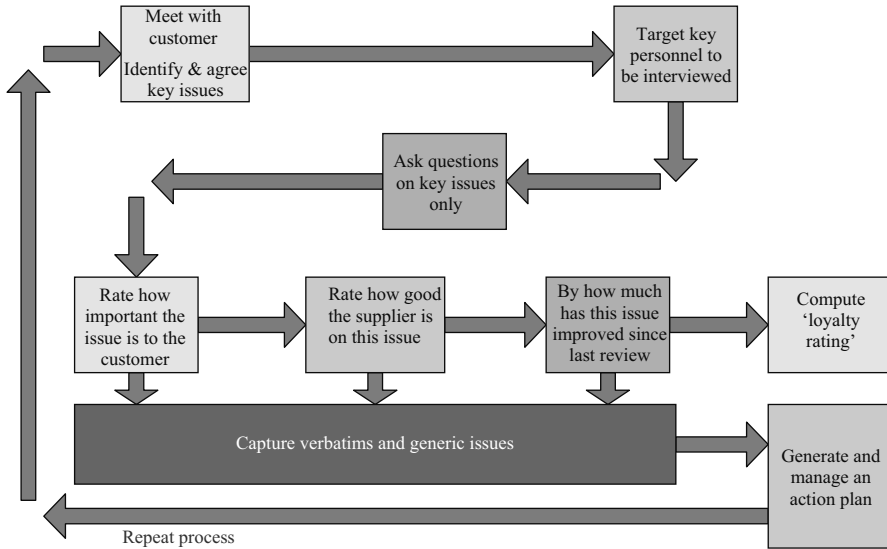 Meet with
customer
Identify & agree
key issues
Target key
personnel to
be interviewed
Ask questions
on key issues
only
Rate how
important the
issue is to the
customer
Rate how good
the supplier is
on this issue
By how much
has this issue
improved since
last review
Compute
‘loyalty
rating’
Capture verbatims and generic issues
Generate and
manage an
action plan
Repeat process